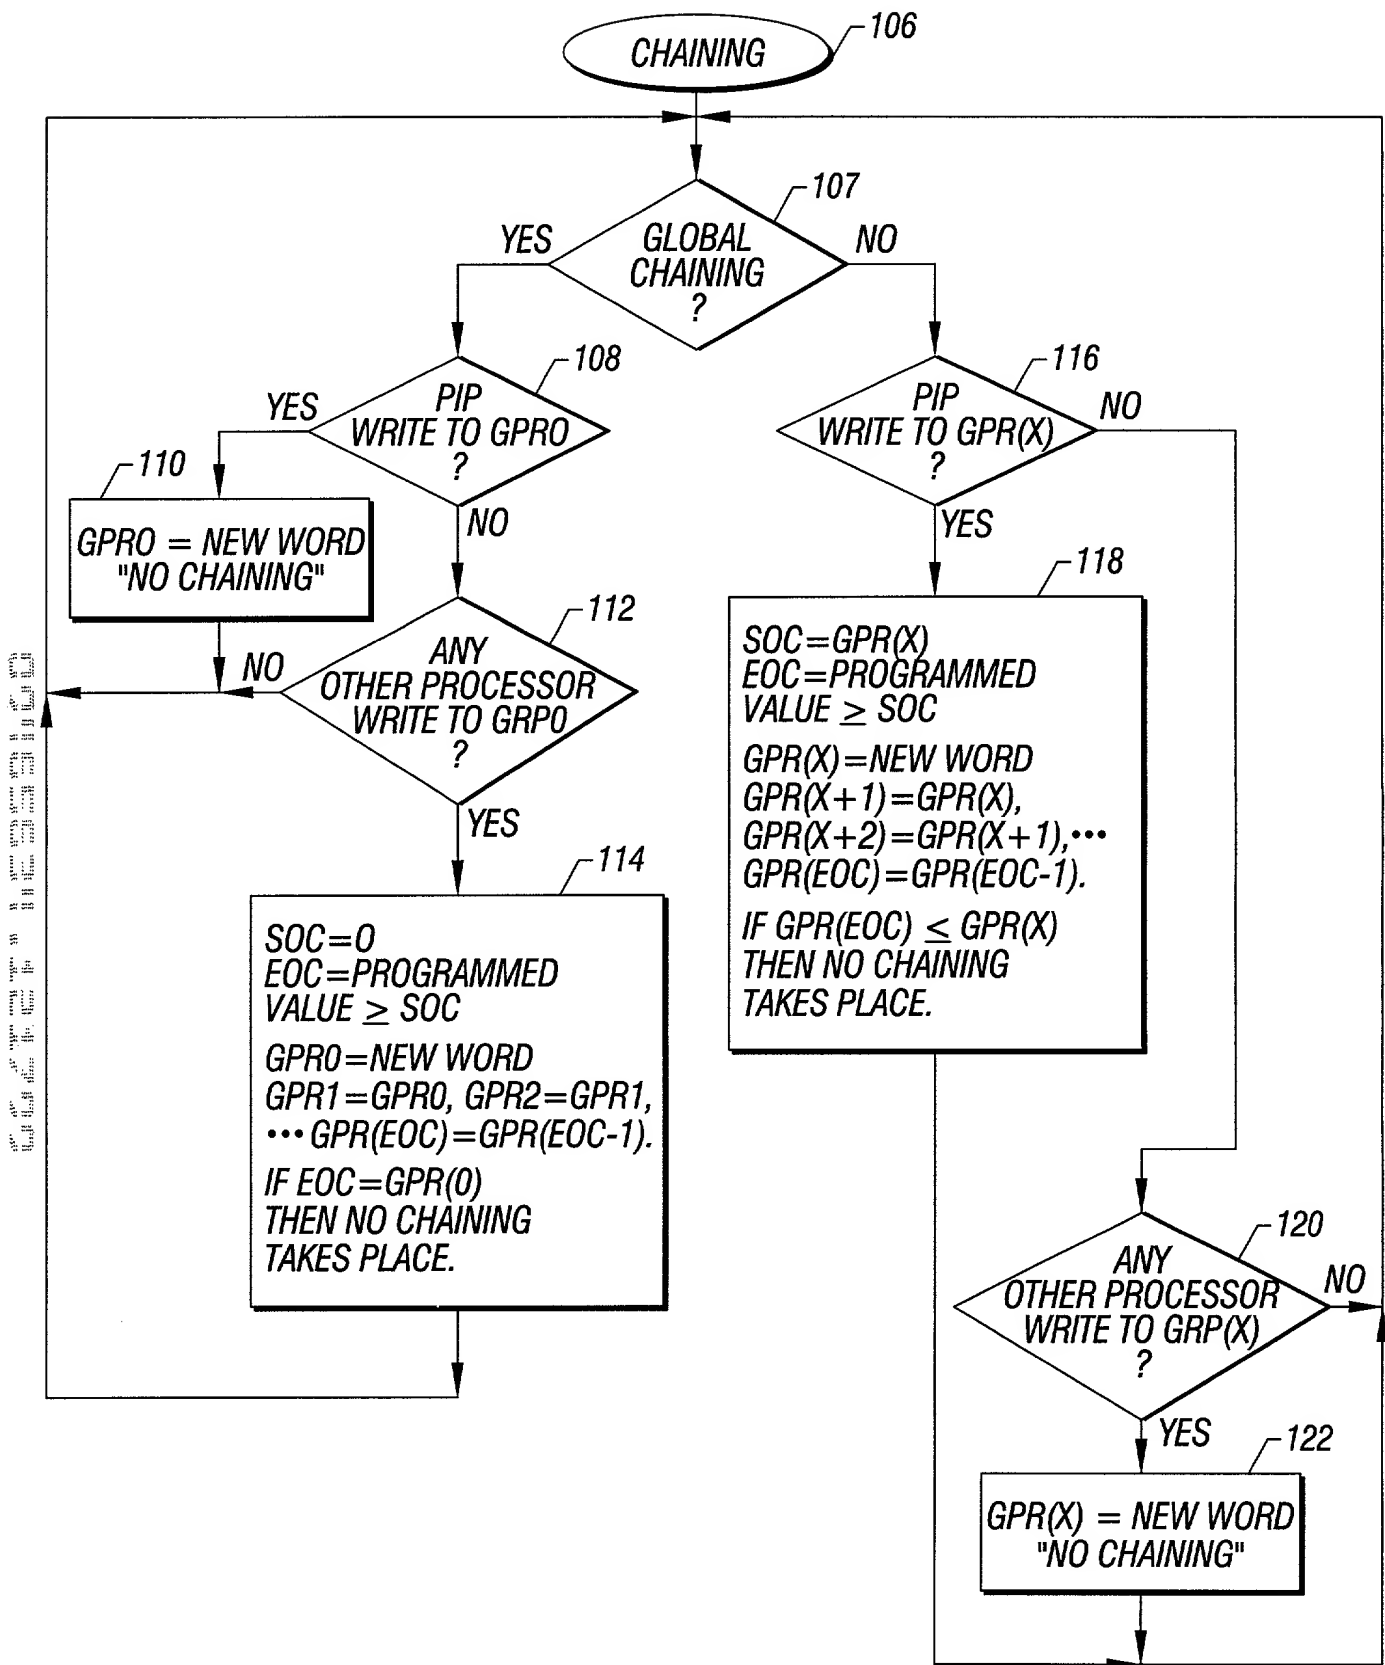 CHAINING
106
107
GLOBAL
CHAINING
?
YES
NO
108
PIP
WRITE TO GPR0
?
YES
NO
116
PIP
WRITE TO GPR(X)
?
NO
YES
110
GPR0 = NEW WORD
"NO CHAINING"
112
ANY
OTHER PROCESSOR
WRITE TO GRP0
?
NO
YES
118
SOC=GPR(X)
EOC=PROGRAMMED
VALUE ≥ SOC
GPR(X)=NEW WORD
GPR(X+1)=GPR(X),
GPR(X+2)=GPR(X+1),•••
GPR(EOC)=GPR(EOC-1).
IF GPR(EOC) ≤ GPR(X)
THEN NO CHAINING
TAKES PLACE.
114
SOC=0
EOC=PROGRAMMED
VALUE ≥ SOC
GPR0=NEW WORD
GPR1=GPR0, GPR2=GPR1,
•••GPR(EOC)=GPR(EOC-1).
IF EOC=GPR(0)
THEN NO CHAINING
TAKES PLACE.
120
ANY
OTHER PROCESSOR
WRITE TO GRP(X)
?
NO
YES
122
GPR(X) = NEW WORD
"NO CHAINING"